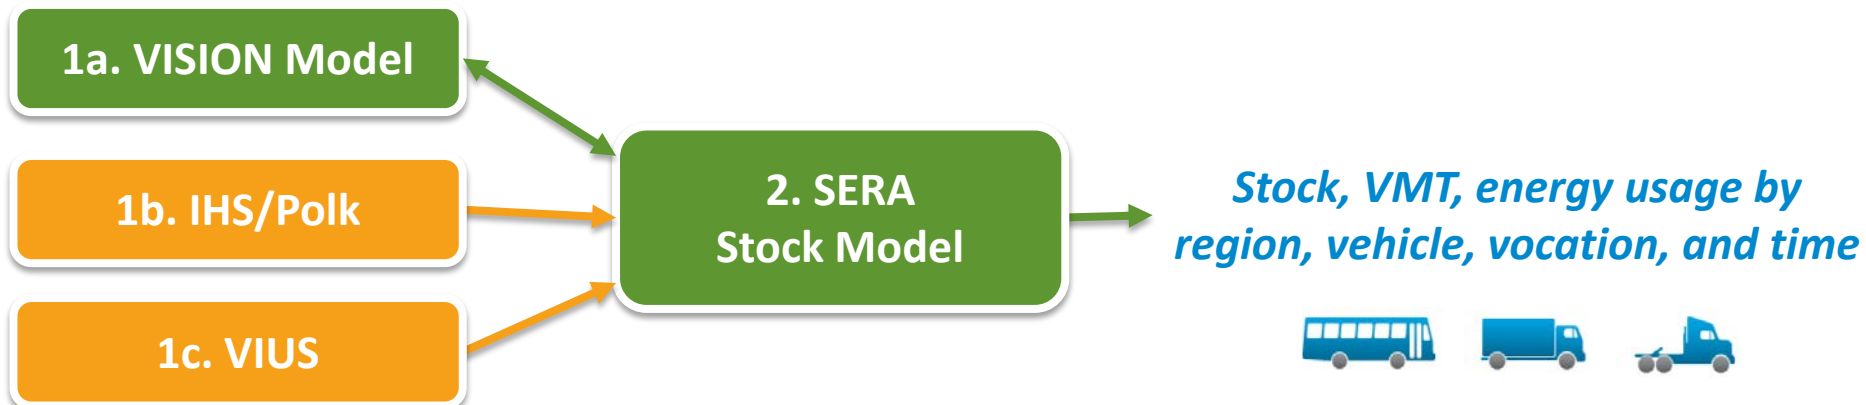 1a. VISION Model
1b. IHS/Polk
1c. VIUS
2. SERA
Stock Model
Stock, VMT, energy usage by
region, vehicle, vocation, and time